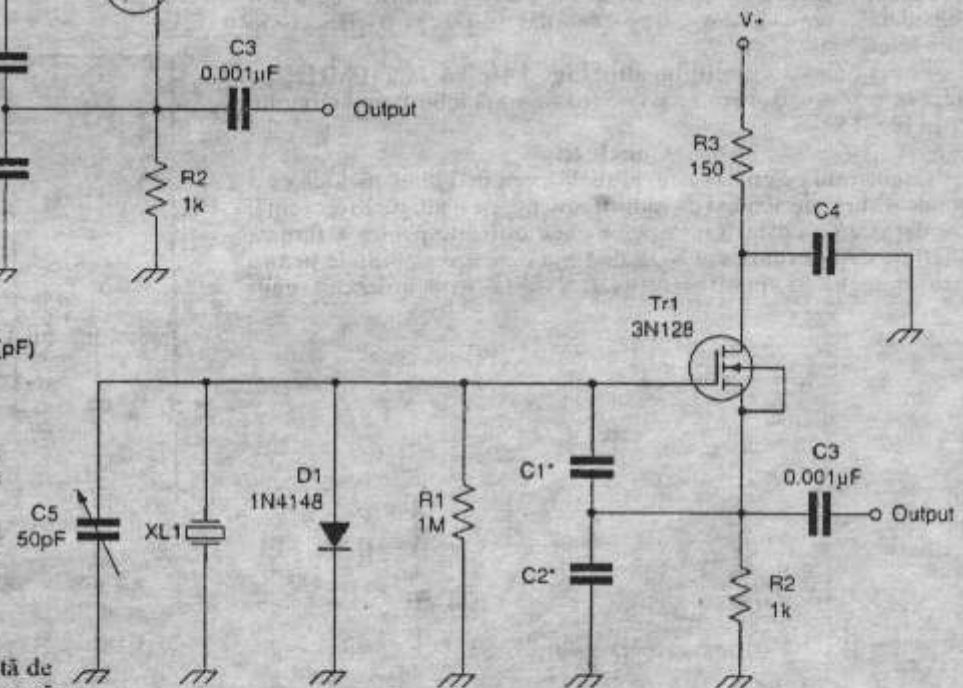 C3
0.001µF
Output
R2
1k
(pF)
V+
R3
150
C4
Tr1
3N128
C5
50pF
XL1
D1
1N4148
R1
1M
C1*
C2*
C3
0.001µF
Output
R2
1k
tă de